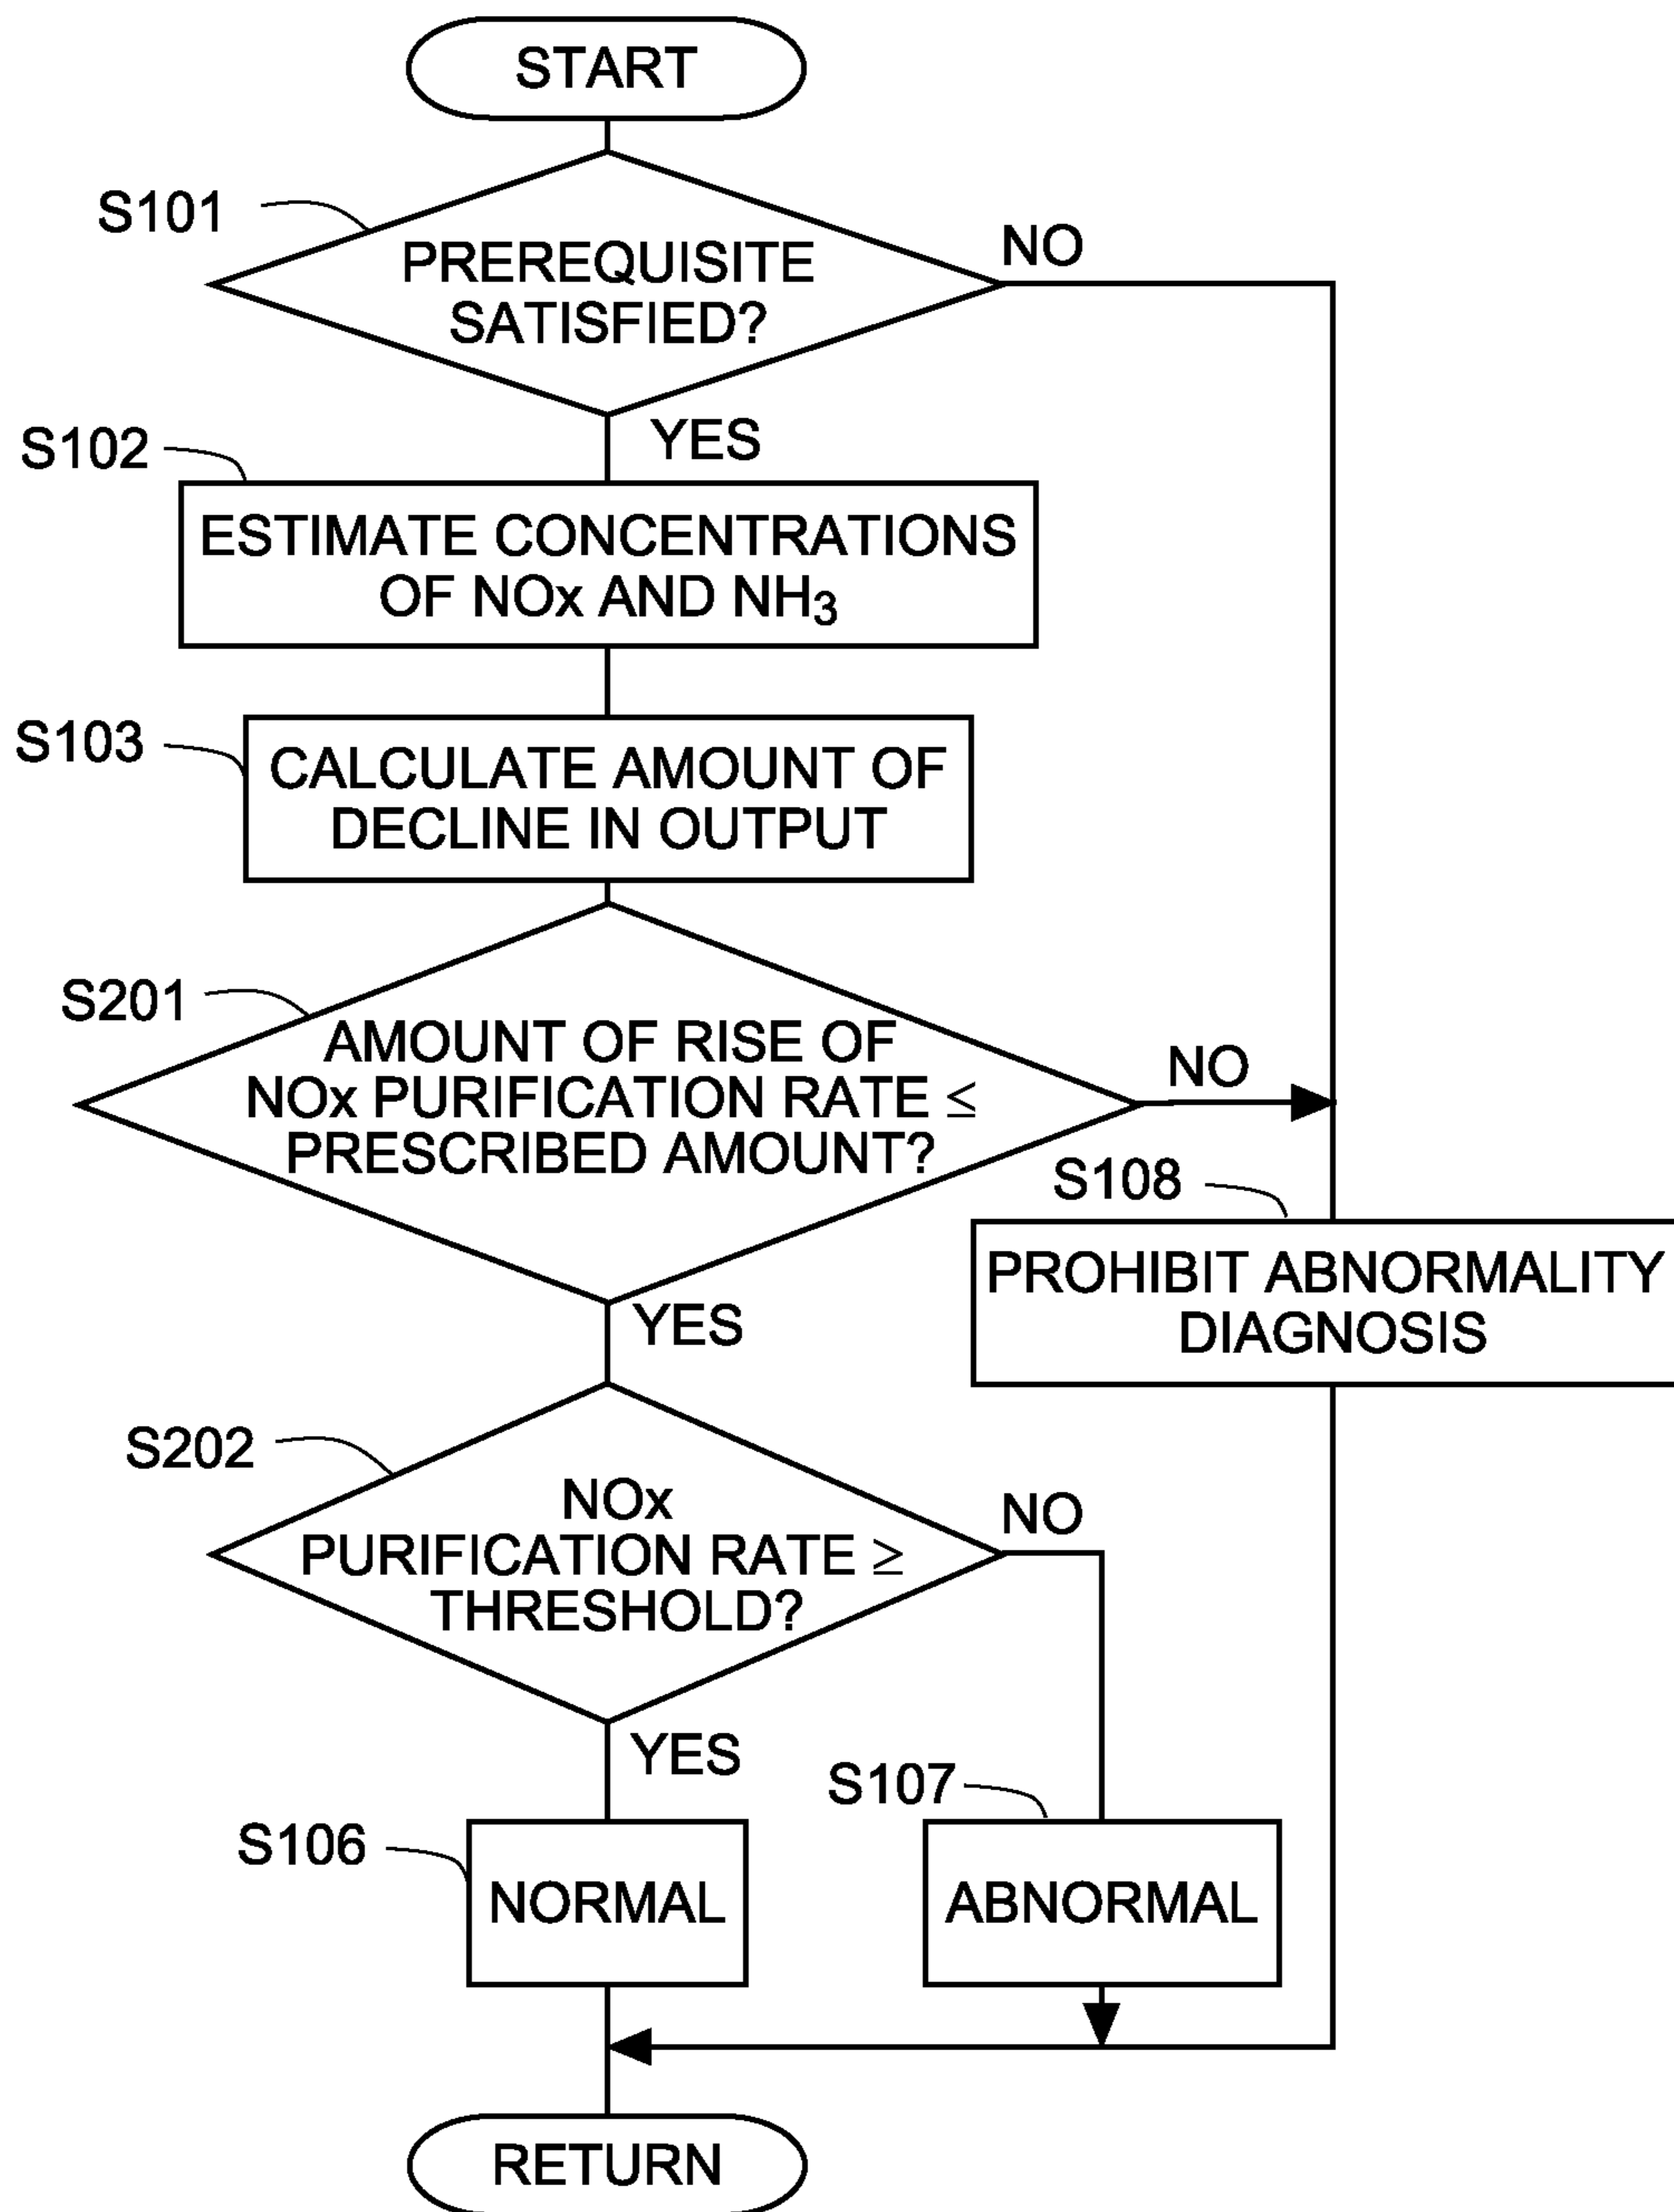 START
S101
PREREQUISITE
SATISFIED?
NO
YES
S102
ESTIMATE CONCENTRATIONS
OF NOx AND NH₃
S103
CALCULATE AMOUNT OF
DECLINE IN OUTPUT
S201
AMOUNT OF RISE OF
NOx PURIFICATION RATE ≤
PRESCRIBED AMOUNT?
NO
YES
S108
PROHIBIT ABNORMALITY
DIAGNOSIS
S202
NOx
PURIFICATION RATE ≥
THRESHOLD?
NO
YES
S106
NORMAL
S107
ABNORMAL
RETURN